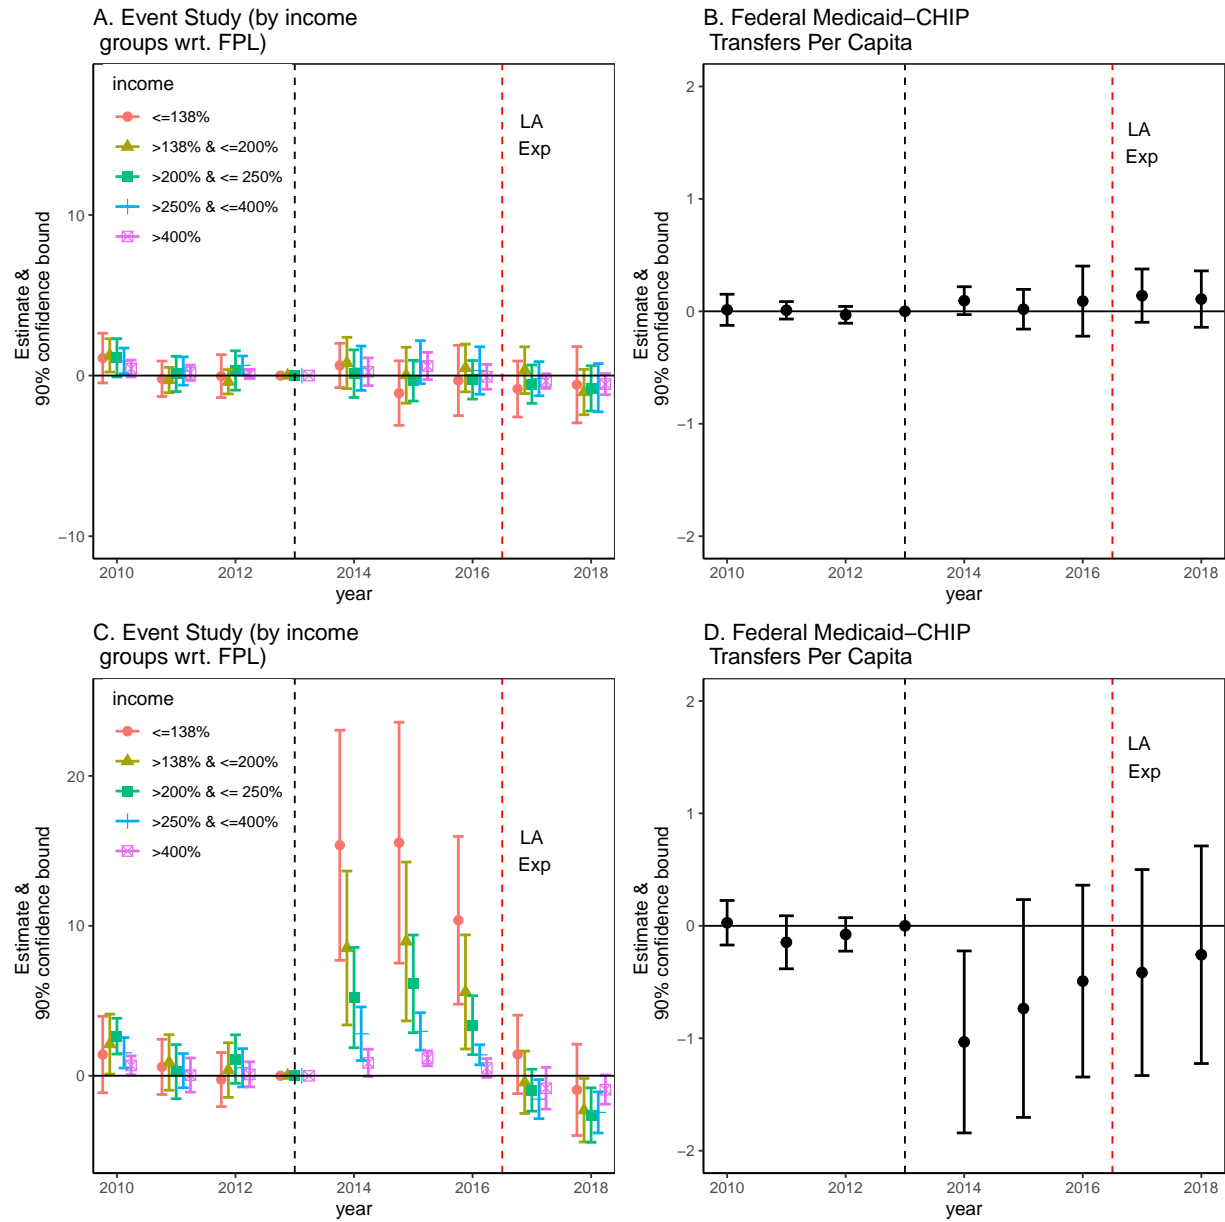 A. Event Study (by income
groups wrt. FPL)
income
<=138%
>138% & <=200%
>200% & <= 250%
>250% & <=400%
>400%
LA
Exp
10
0
−10
Estimate &
90% confidence bound
2010
2012
2014
2016
2018
year
B. Federal Medicaid−CHIP
Transfers Per Capita
LA
Exp
2
1
0
−1
−2
Estimate &
90% confidence bound
2010
2012
2014
2016
2018
year
C. Event Study (by income
groups wrt. FPL)
income
<=138%
>138% & <=200%
>200% & <= 250%
>250% & <=400%
>400%
LA
Exp
20
10
0
Estimate &
90% confidence bound
2010
2012
2014
2016
2018
year
D. Federal Medicaid−CHIP
Transfers Per Capita
LA
Exp
2
1
0
−1
−2
Estimate &
90% confidence bound
2010
2012
2014
2016
2018
year